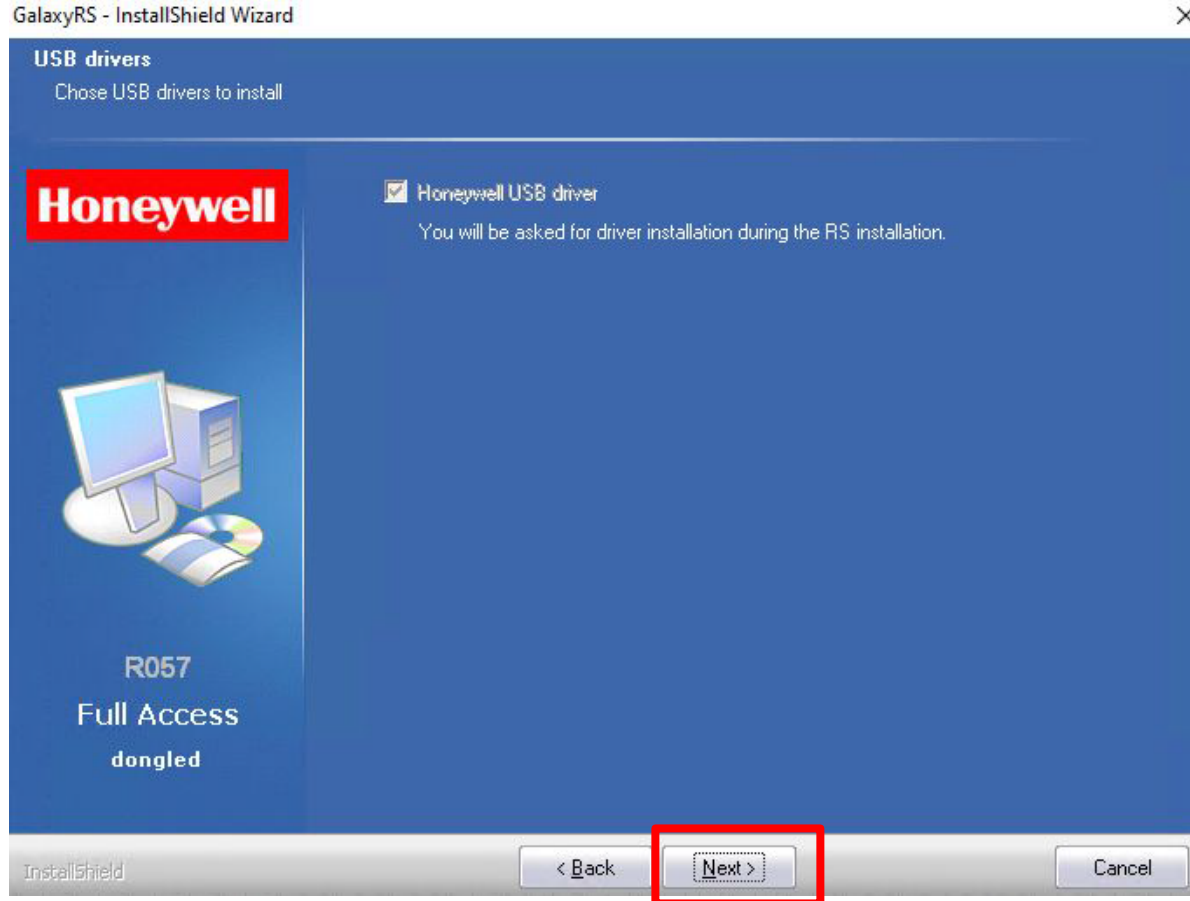 GalaxyRS - InstallShield Wizard
USB drivers
Chose USB drivers to install
Honeywell
Honeywell USB driver
You will be asked for driver installation during the RS installation.
R057
Full Access
dongled
InstallShield
< Back
Next >
Cancel